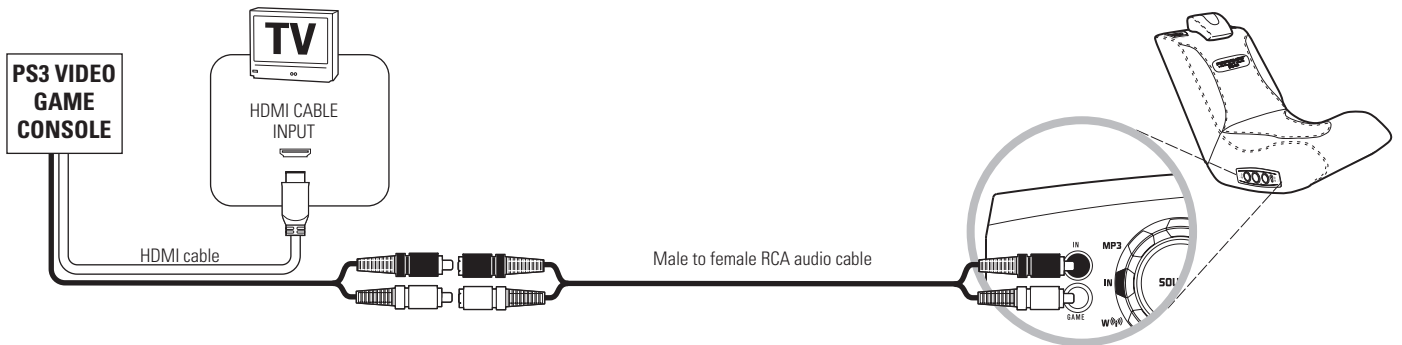 TV
PS3 VIDEO
GAME
CONSOLE
HDMI CABLE
INPUT
HDMI cable
Male to female RCA audio cable
IN
MP3
IN
SOU
GAME
W